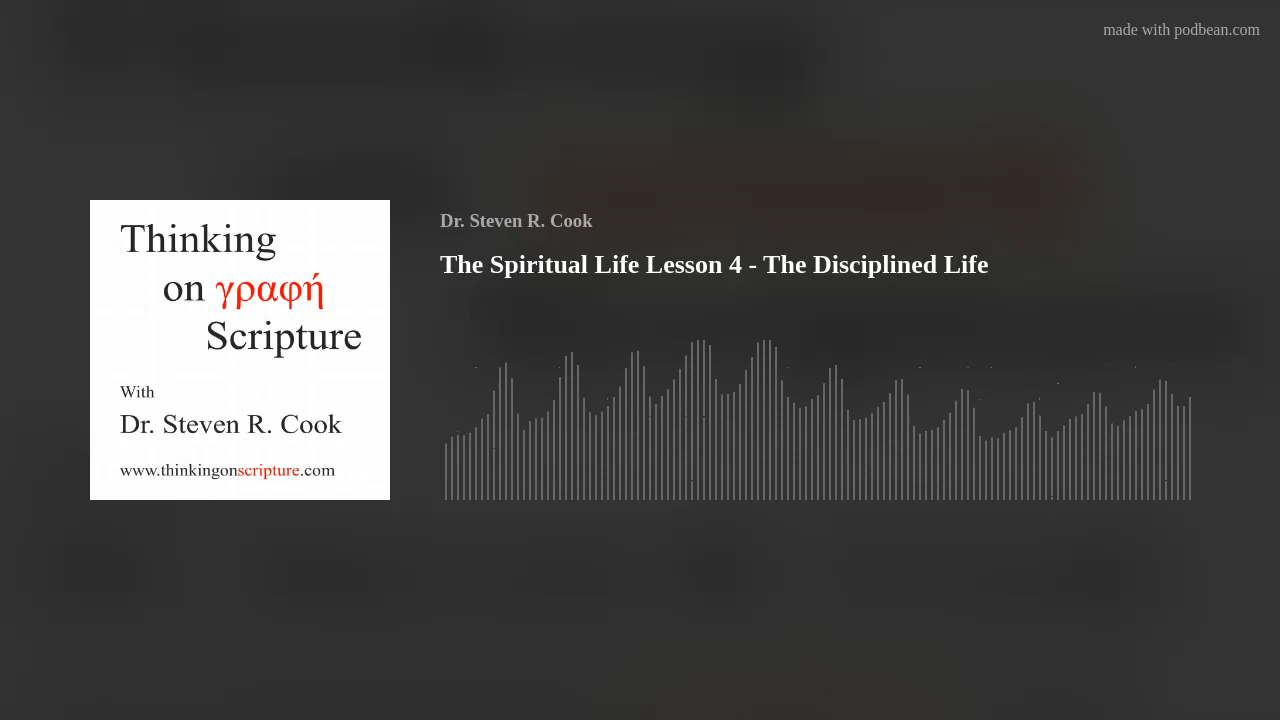 made with podbean.com
Thinking
on γραφή
Scripture
With
Dr. Steven R. Cook
www.thinkingonscripture.com
Dr. Steven R. Cook
The Spiritual Life Lesson 4 - The Disciplined Life